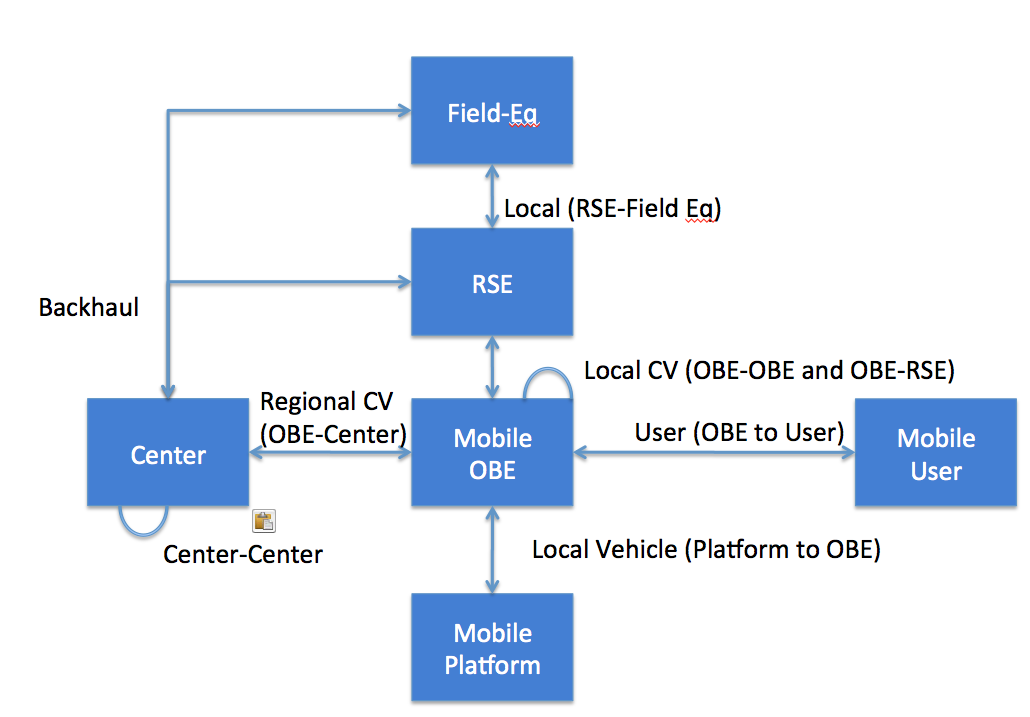 Field-Eq
Local (RSE-Field Eq)
RSE
Backhaul
Local CV (OBE-OBE and OBE-RSE)
Regional CV
(OBE-Center)
User (OBE to User)
Center
Mobile
OBE
Mobile
User
Center-Center
Local Vehicle (Platform to OBE)
Mobile
Platform